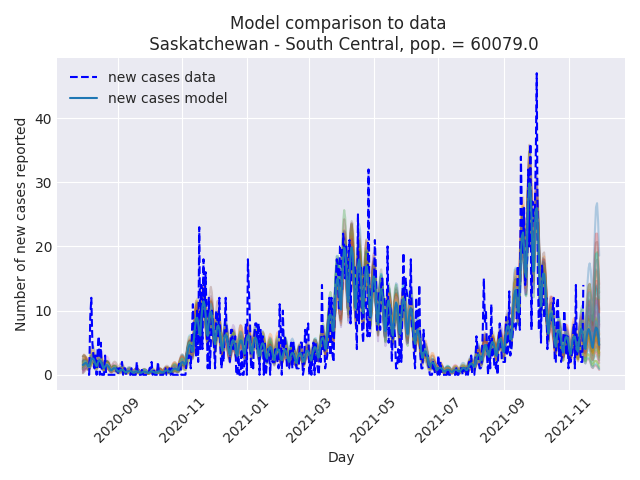 Model comparison to data
Saskatchewan - South Central, pop. = 60079.0
new cases data
new cases model
Number of new cases reported
40
30
20
10
0
2020-09
2020-11
2021-01
2021-03
2021-05
2021-07
2021-09
2021-11
Day